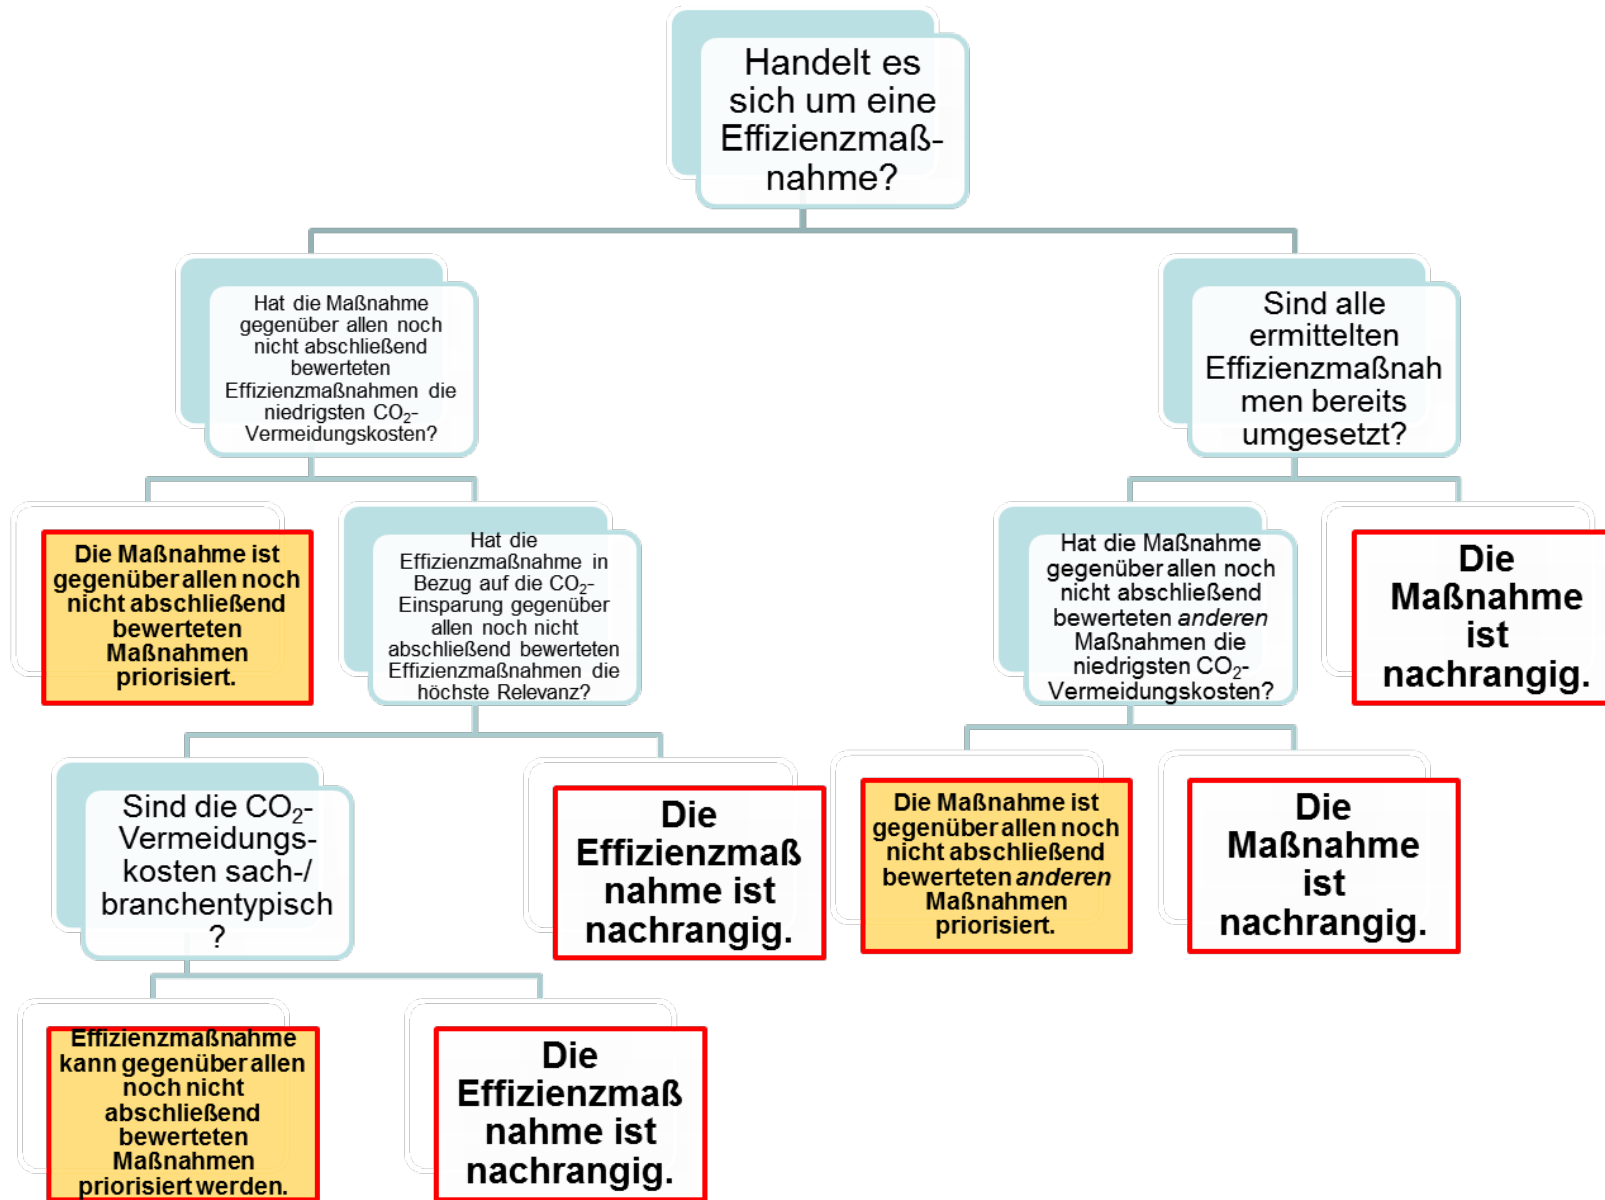 Handelt es
sich um eine
Effizienzmaß-
nahme?
Hat die Maßnahme
gegenüber allen noch
nicht abschließend
bewerteten
Effizienzmaßnahmen die
niedrigsten CO₂-
Vermeidungskosten?
Sind alle
ermittelten
Effizienzmaßnah
men bereits
umgesetzt?
Die Maßnahme ist
gegenüber allen noch
nicht abschließend
bewerteten
Maßnahmen
priorisiert.
Hat die
Effizienzmaßnahme in
Bezug auf die CO₂-
Einsparung gegenüber
allen noch nicht
abschließend bewerteten
Effizienzmaßnahmen die
höchste Relevanz?
Hat die Maßnahme
gegenüber allen noch
nicht abschließend
bewerteten anderen
Maßnahmen die
niedrigsten CO₂-
Vermeidungskosten?
Die
Maßnahme
ist
nachrangig.
Sind die CO₂-
Vermeidungs-
kosten sach-/
branchentypisch
?
Die
Effizienzmaß
nahme ist
nachrangig.
Die Maßnahme ist
gegenüber allen noch
nicht abschließend
bewerteten anderen
Maßnahmen
priorisiert.
Die
Maßnahme
ist
nachrangig.
Effizienzmaßnahme
kann gegenüber allen
noch nicht
abschließend
bewerteten
Maßnahmen
priorisiert werden.
Die
Effizienzmaß
nahme ist
nachrangig.